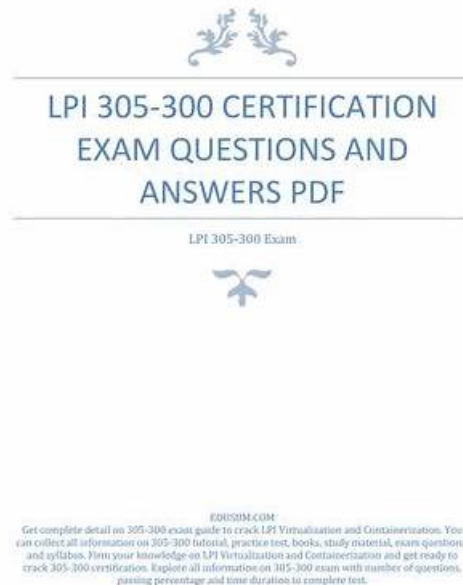 LPI 305-300 CERTIFICATION
EXAM QUESTIONS AND
ANSWERS PDF
LPI 305-300 Exam
EDUSUM.COM
Get complete detail on 305-300 exam guide to crack LPI Virtualization and Containerization. You
can collect all information on 305-300 tutorial, practice test, books, study material, exam questions,
and syllabus. Firm your knowledge on LPI Virtualization and Containerization and get ready to
crack 305-300 certification. Explore all information on 305-300 exam with number of questions,
passing percentage and time duration to complete test.